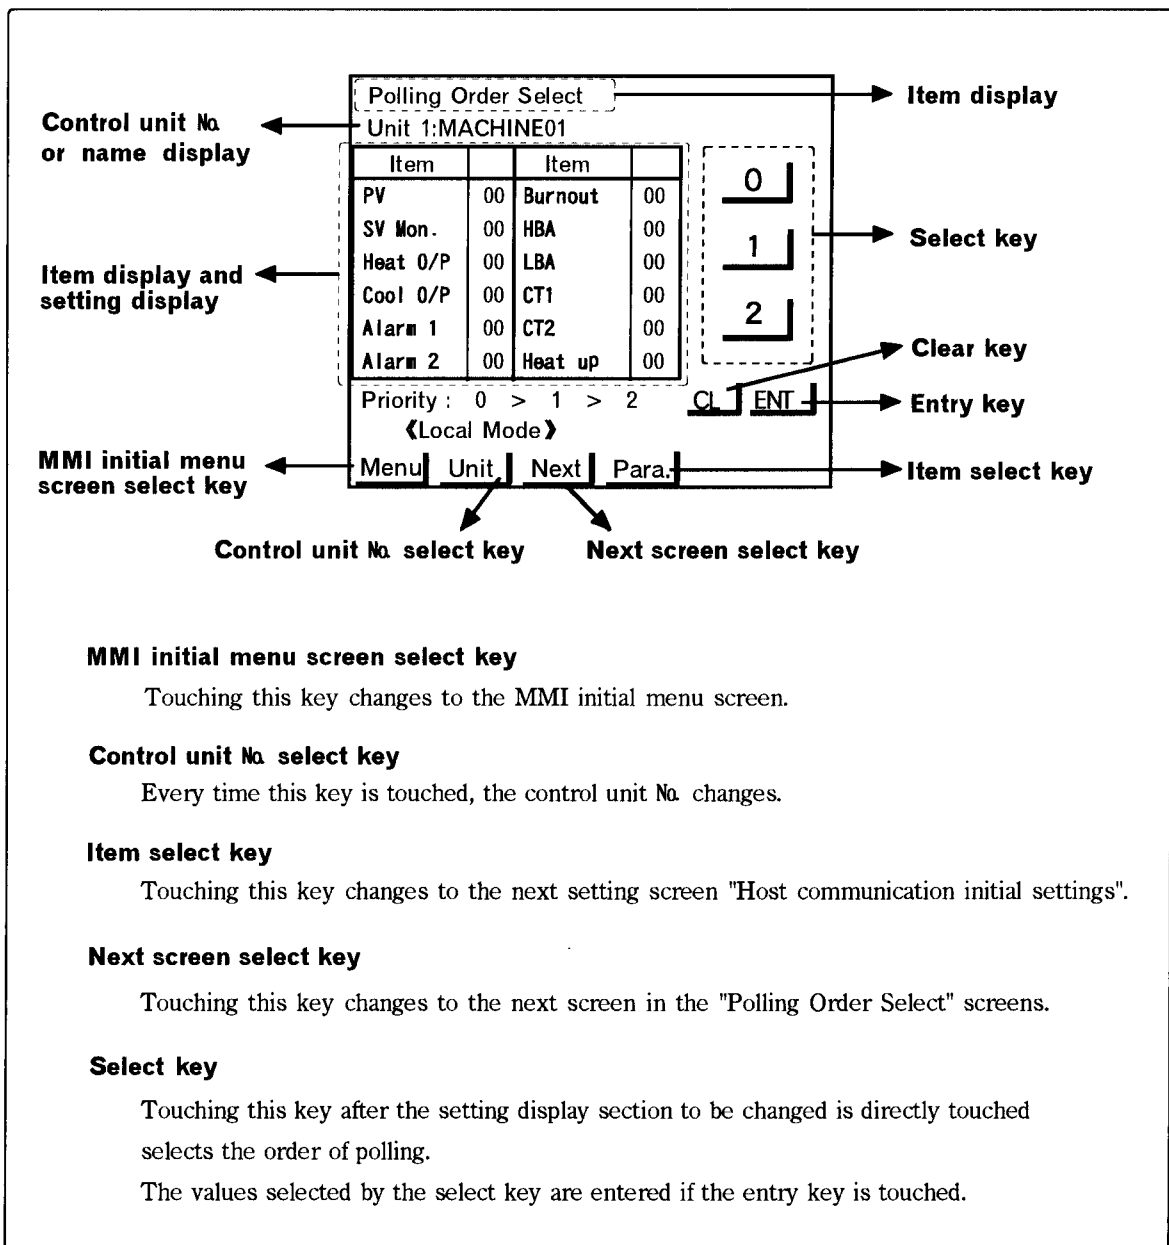 Polling Order Select
Item display
Control unit No.
or name display
Unit 1:MACHINE01
Item Item
PV 00 Burnout 00
SV Mon. 00 HBA 00
Heat O/P 00 LBA 00
Cool O/P 00 CT1 00
Alarm 1 00 CT2 00
Alarm 2 00 Heat up 00
0
1
2
Select key
Item display and
setting display
Clear key
Priority : 0 > 1 > 2
CL ENT
Entry key
《Local Mode》
MMI initial menu
screen select key
Menu Unit Next Para.
Item select key
Control unit No. select key
Next screen select key
MMI initial menu screen select key
Touching this key changes to the MMI initial menu screen.
Control unit No. select key
Every time this key is touched, the control unit No. changes.
Item select key
Touching this key changes to the next setting screen "Host communication initial settings".
Next screen select key
Touching this key changes to the next screen in the "Polling Order Select" screens.
Select key
Touching this key after the setting display section to be changed is directly touched
selects the order of polling.
The values selected by the select key are entered if the entry key is touched.